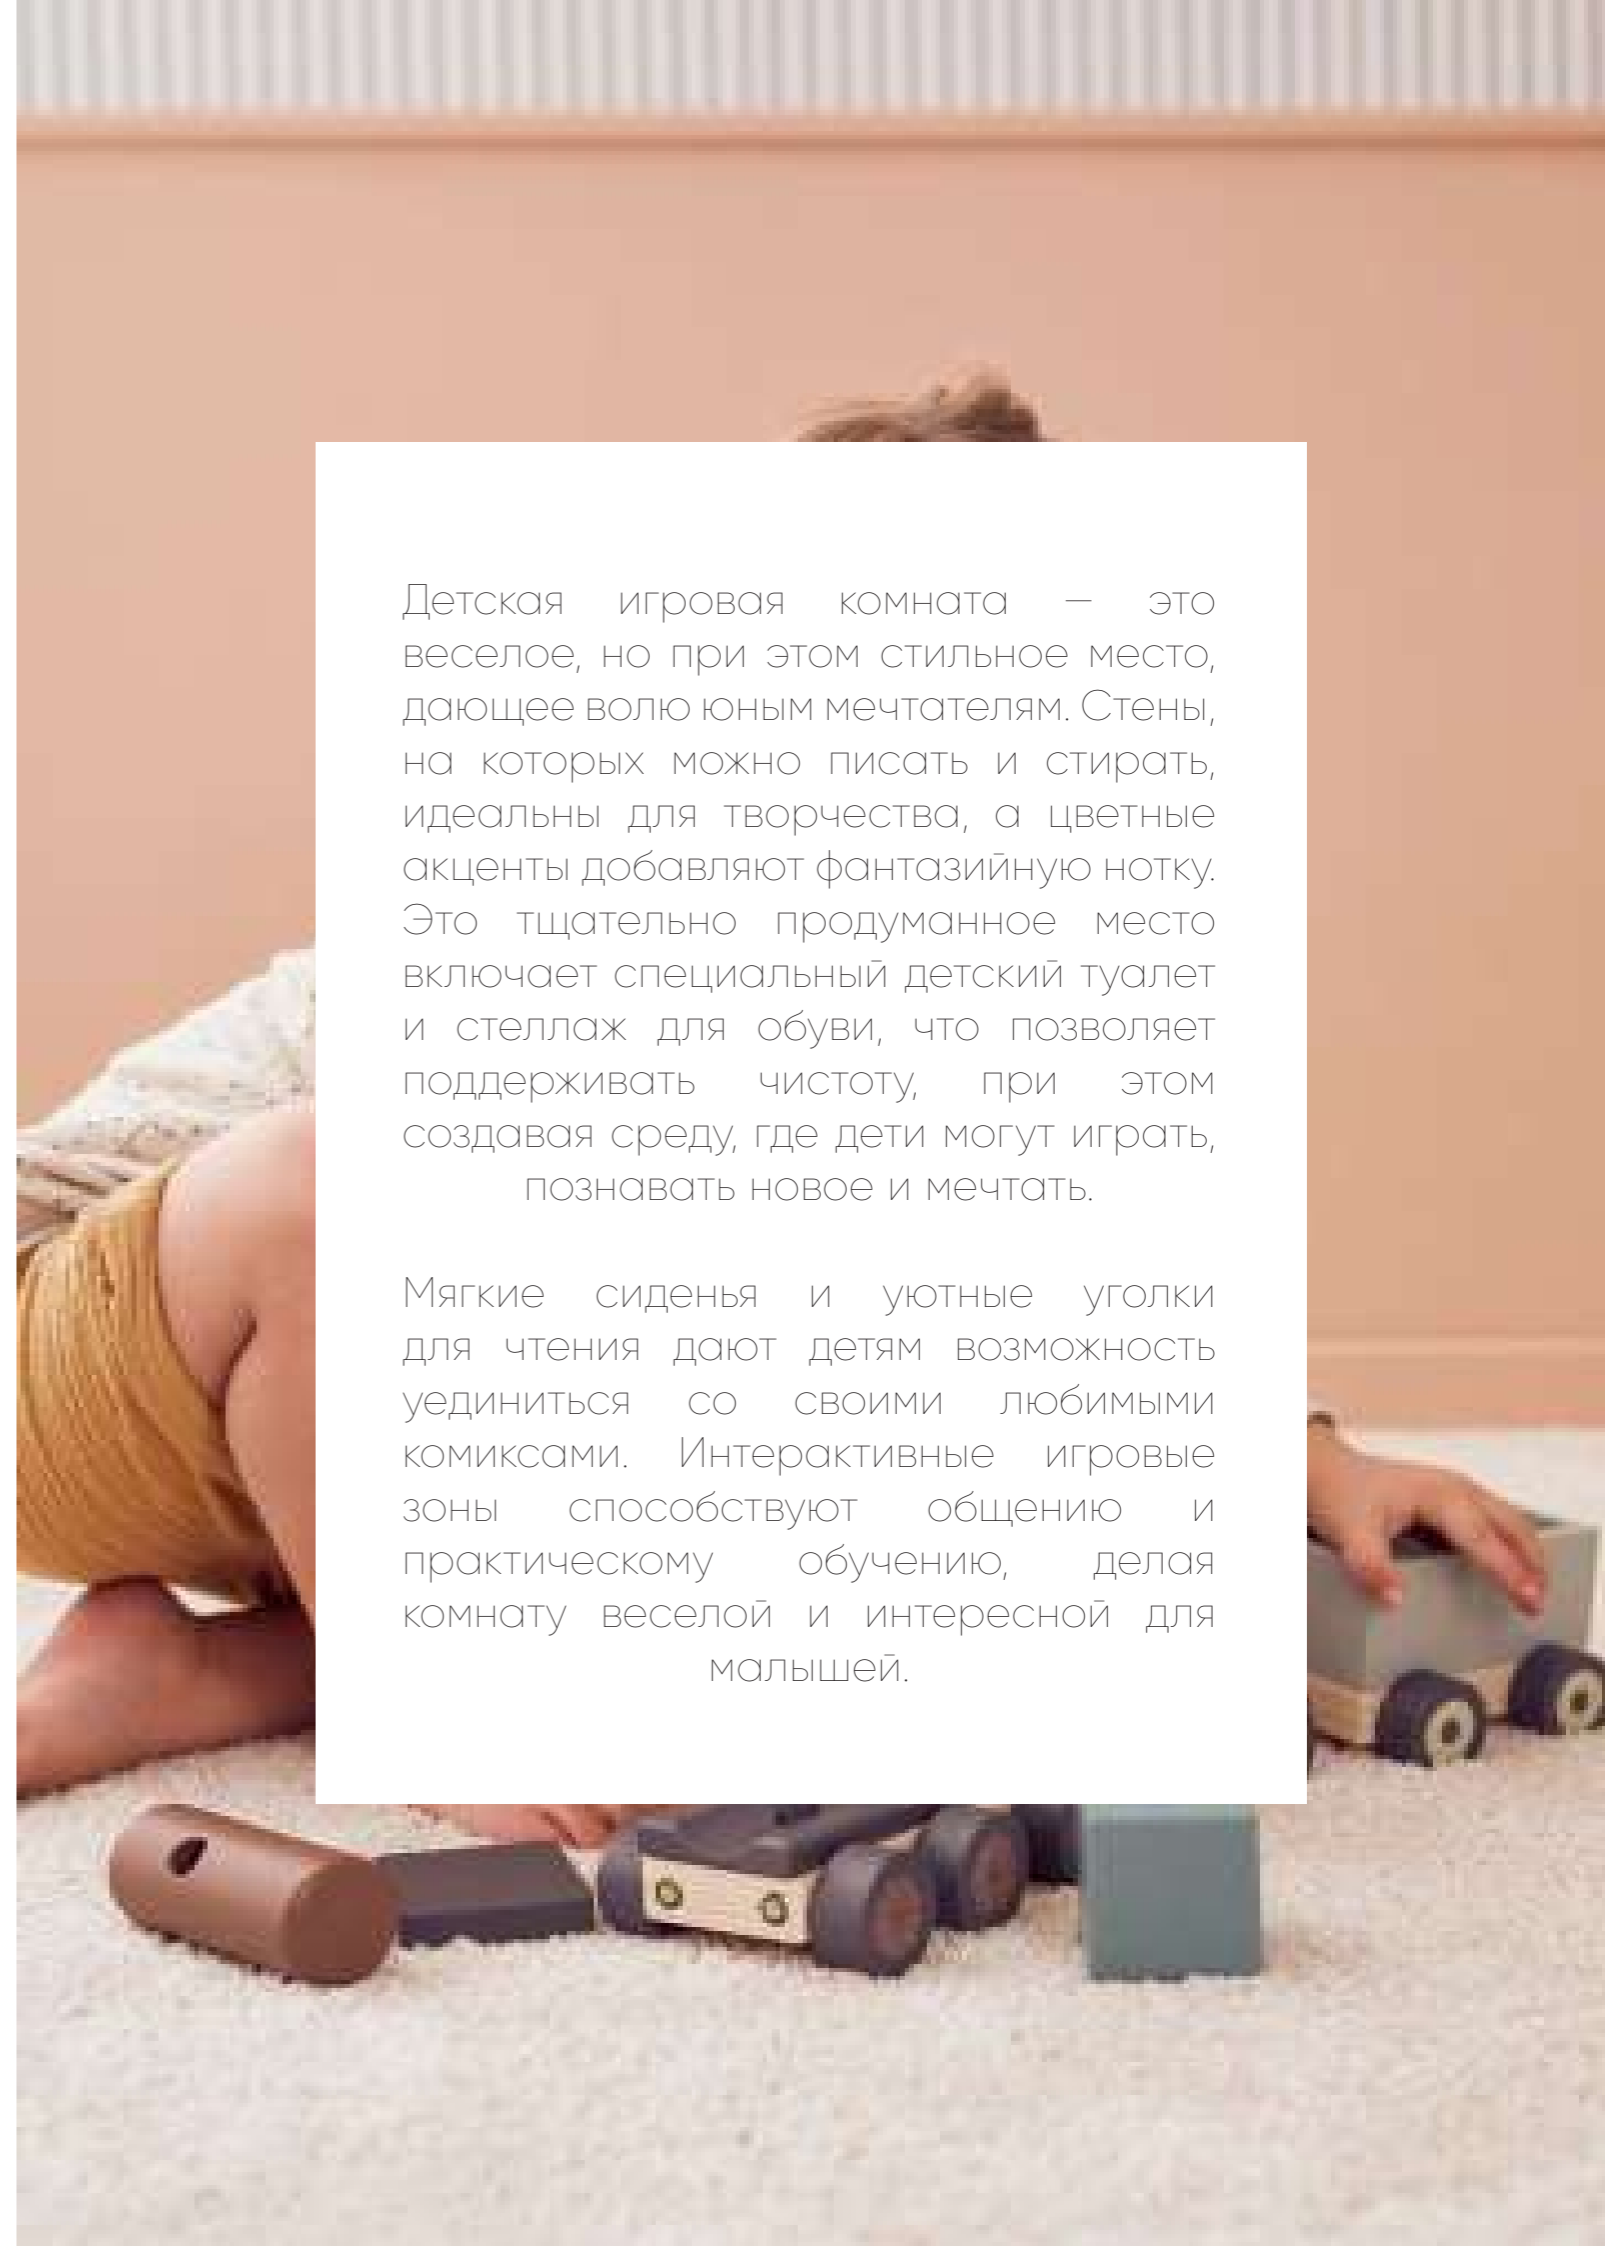 Детская игровая комната — это
веселое, но при этом стильное место,
дающее волю юным мечтателям. Стены,
на которых можно писать и стирать,
идеальны для творчества, а цветные
акценты добавляют фантазийную нотку.
Это тщательно продуманное место
включает специальный детский туалет
и стеллаж для обуви, что позволяет
поддерживать чистоту, при этом
создавая среду, где дети могут играть,
познавать новое и мечтать.
Мягкие сиденья и уютные уголки
для чтения дают детям возможность
уединиться со своими любимыми
комиксами. Интерактивные игровые
зоны способствуют общению и
практическому обучению, делая
комнату веселой и интересной для
малышей.